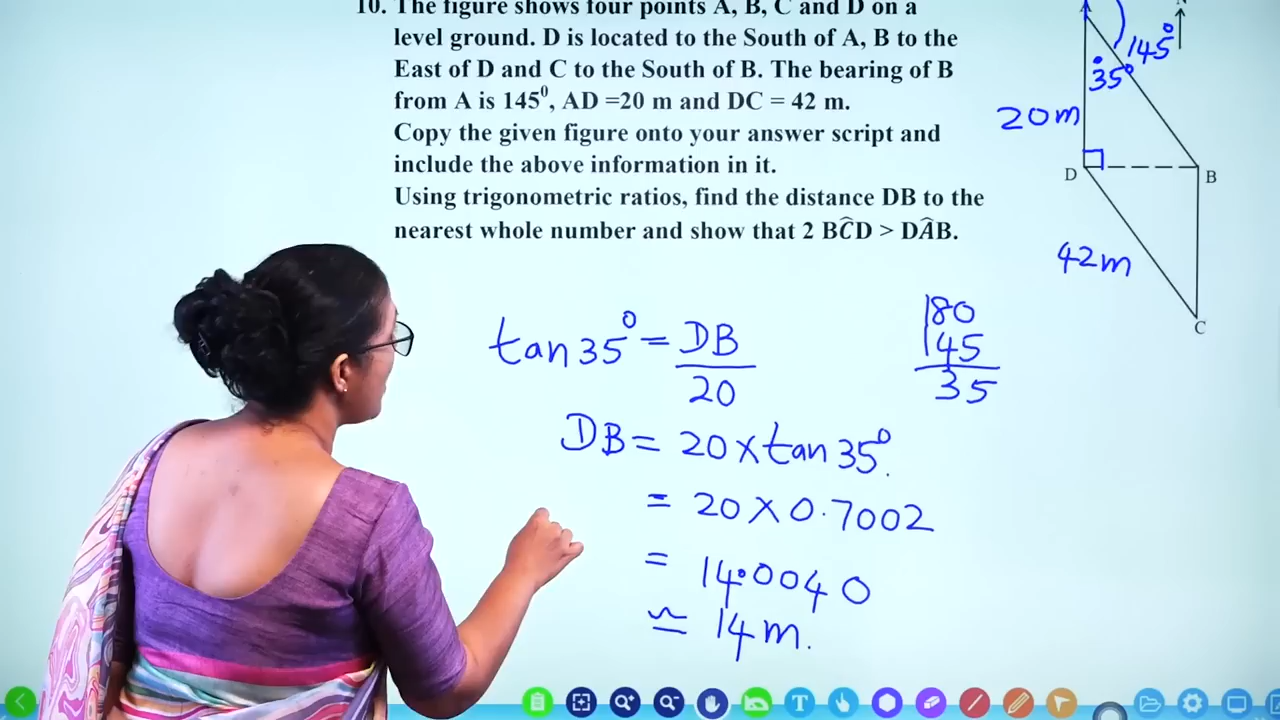 10. The figure shows four points A, B, C and D on a
level ground. D is located to the South of A, B to the
East of D and C to the South of B. The bearing of B
from A is 145⁰, AD =20 m and DC = 42 m.
Copy the given figure onto your answer script and
include the above information in it.
Using trigonometric ratios, find the distance DB to the
nearest whole number and show that 2 BĈD > DÂB.
A
145°
35°
20m
D
B
42m
C
tan 35° = DB
20
180
145
35
DB = 20 × tan 35°.
= 20 × 0.7002
= 14.0040
≃ 14 m.
T